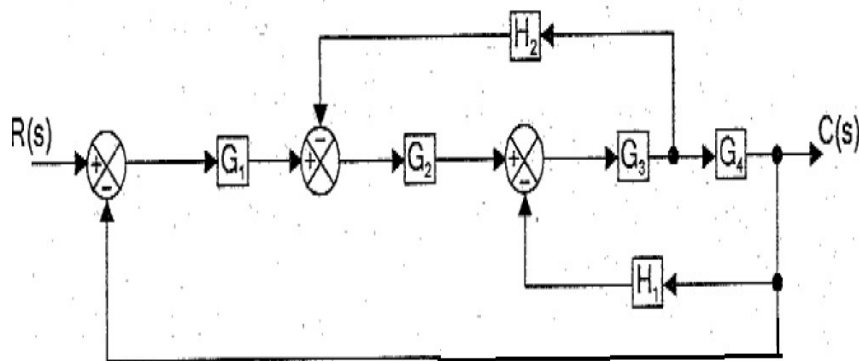 H₂
R(s)
+
−
G₁
−
+
G₂
+
−
G₃
G₄
C(s)
H₁